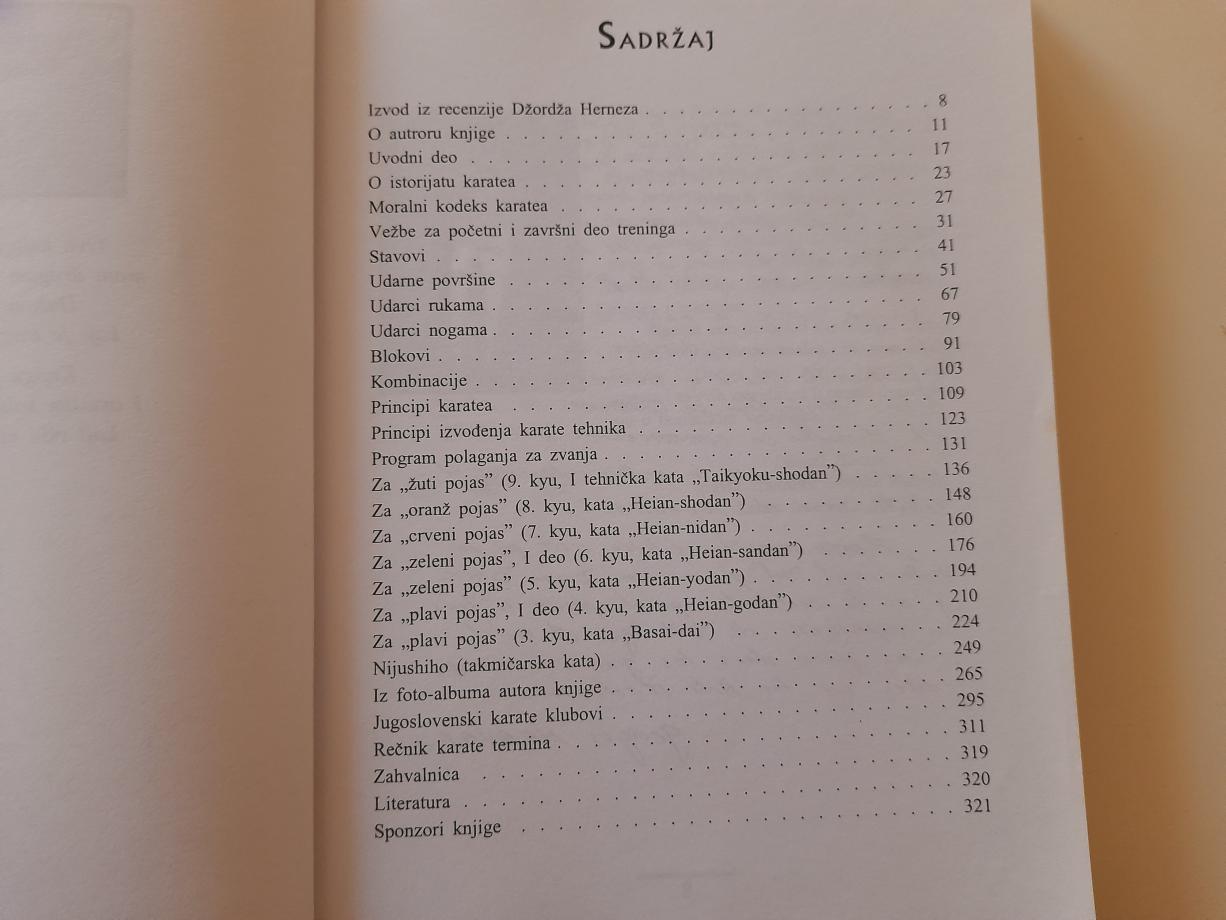 SADRŽAJ
Izvod iz recenzije Džordža Herneza . . . . . . . . . . . . . . . . . 8
O autroru knjige . . . . . . . . . . . . . . . . . . . . . . . . 11
Uvodni deo . . . . . . . . . . . . . . . . . . . . . . . . . . 17
O istorijatu karatea . . . . . . . . . . . . . . . . . . . . . . . 23
Moralni kodeks karatea . . . . . . . . . . . . . . . . . . . . . 27
Vežbe za početni i završni deo treninga . . . . . . . . . . . . . . 31
Stavovi . . . . . . . . . . . . . . . . . . . . . . . . . . . . 41
Udarne površine . . . . . . . . . . . . . . . . . . . . . . . . 51
Udarci rukama . . . . . . . . . . . . . . . . . . . . . . . . . 67
Udarci nogama . . . . . . . . . . . . . . . . . . . . . . . . . 79
Blokovi . . . . . . . . . . . . . . . . . . . . . . . . . . . . 91
Kombinacije . . . . . . . . . . . . . . . . . . . . . . . . . . 103
Principi karatea . . . . . . . . . . . . . . . . . . . . . . . . 109
Principi izvođenja karate tehnika . . . . . . . . . . . . . . . . . 123
Program polaganja za zvanja . . . . . . . . . . . . . . . . . . . 131
Za „žuti pojas” (9. kyu, I tehnička kata „Taikyoku-shodan”) . . . . . 136
Za „oranž pojas” (8. kyu, kata „Heian-shodan”) . . . . . . . . . . 148
Za „crveni pojas” (7. kyu, kata „Heian-nidan”) . . . . . . . . . . . 160
Za „zeleni pojas”, I deo (6. kyu, kata „Heian-sandan”) . . . . . . . 176
Za „zeleni pojas” (5. kyu, kata „Heian-yodan”) . . . . . . . . . . . 194
Za „plavi pojas”, I deo (4. kyu, kata „Heian-godan”) . . . . . . . . 210
Za „plavi pojas” (3. kyu, kata „Basai-dai”) . . . . . . . . . . . . 224
Nijushiho (takmičarska kata) . . . . . . . . . . . . . . . . . . . 249
Iz foto-albuma autora knjige . . . . . . . . . . . . . . . . . . . 265
Jugoslovenski karate klubovi . . . . . . . . . . . . . . . . . . . 295
Rečnik karate termina . . . . . . . . . . . . . . . . . . . . . . 311
Zahvalnica . . . . . . . . . . . . . . . . . . . . . . . . . . 319
Literatura . . . . . . . . . . . . . . . . . . . . . . . . . . . 320
Sponzori knjige . . . . . . . . . . . . . . . . . . . . . . . . 321